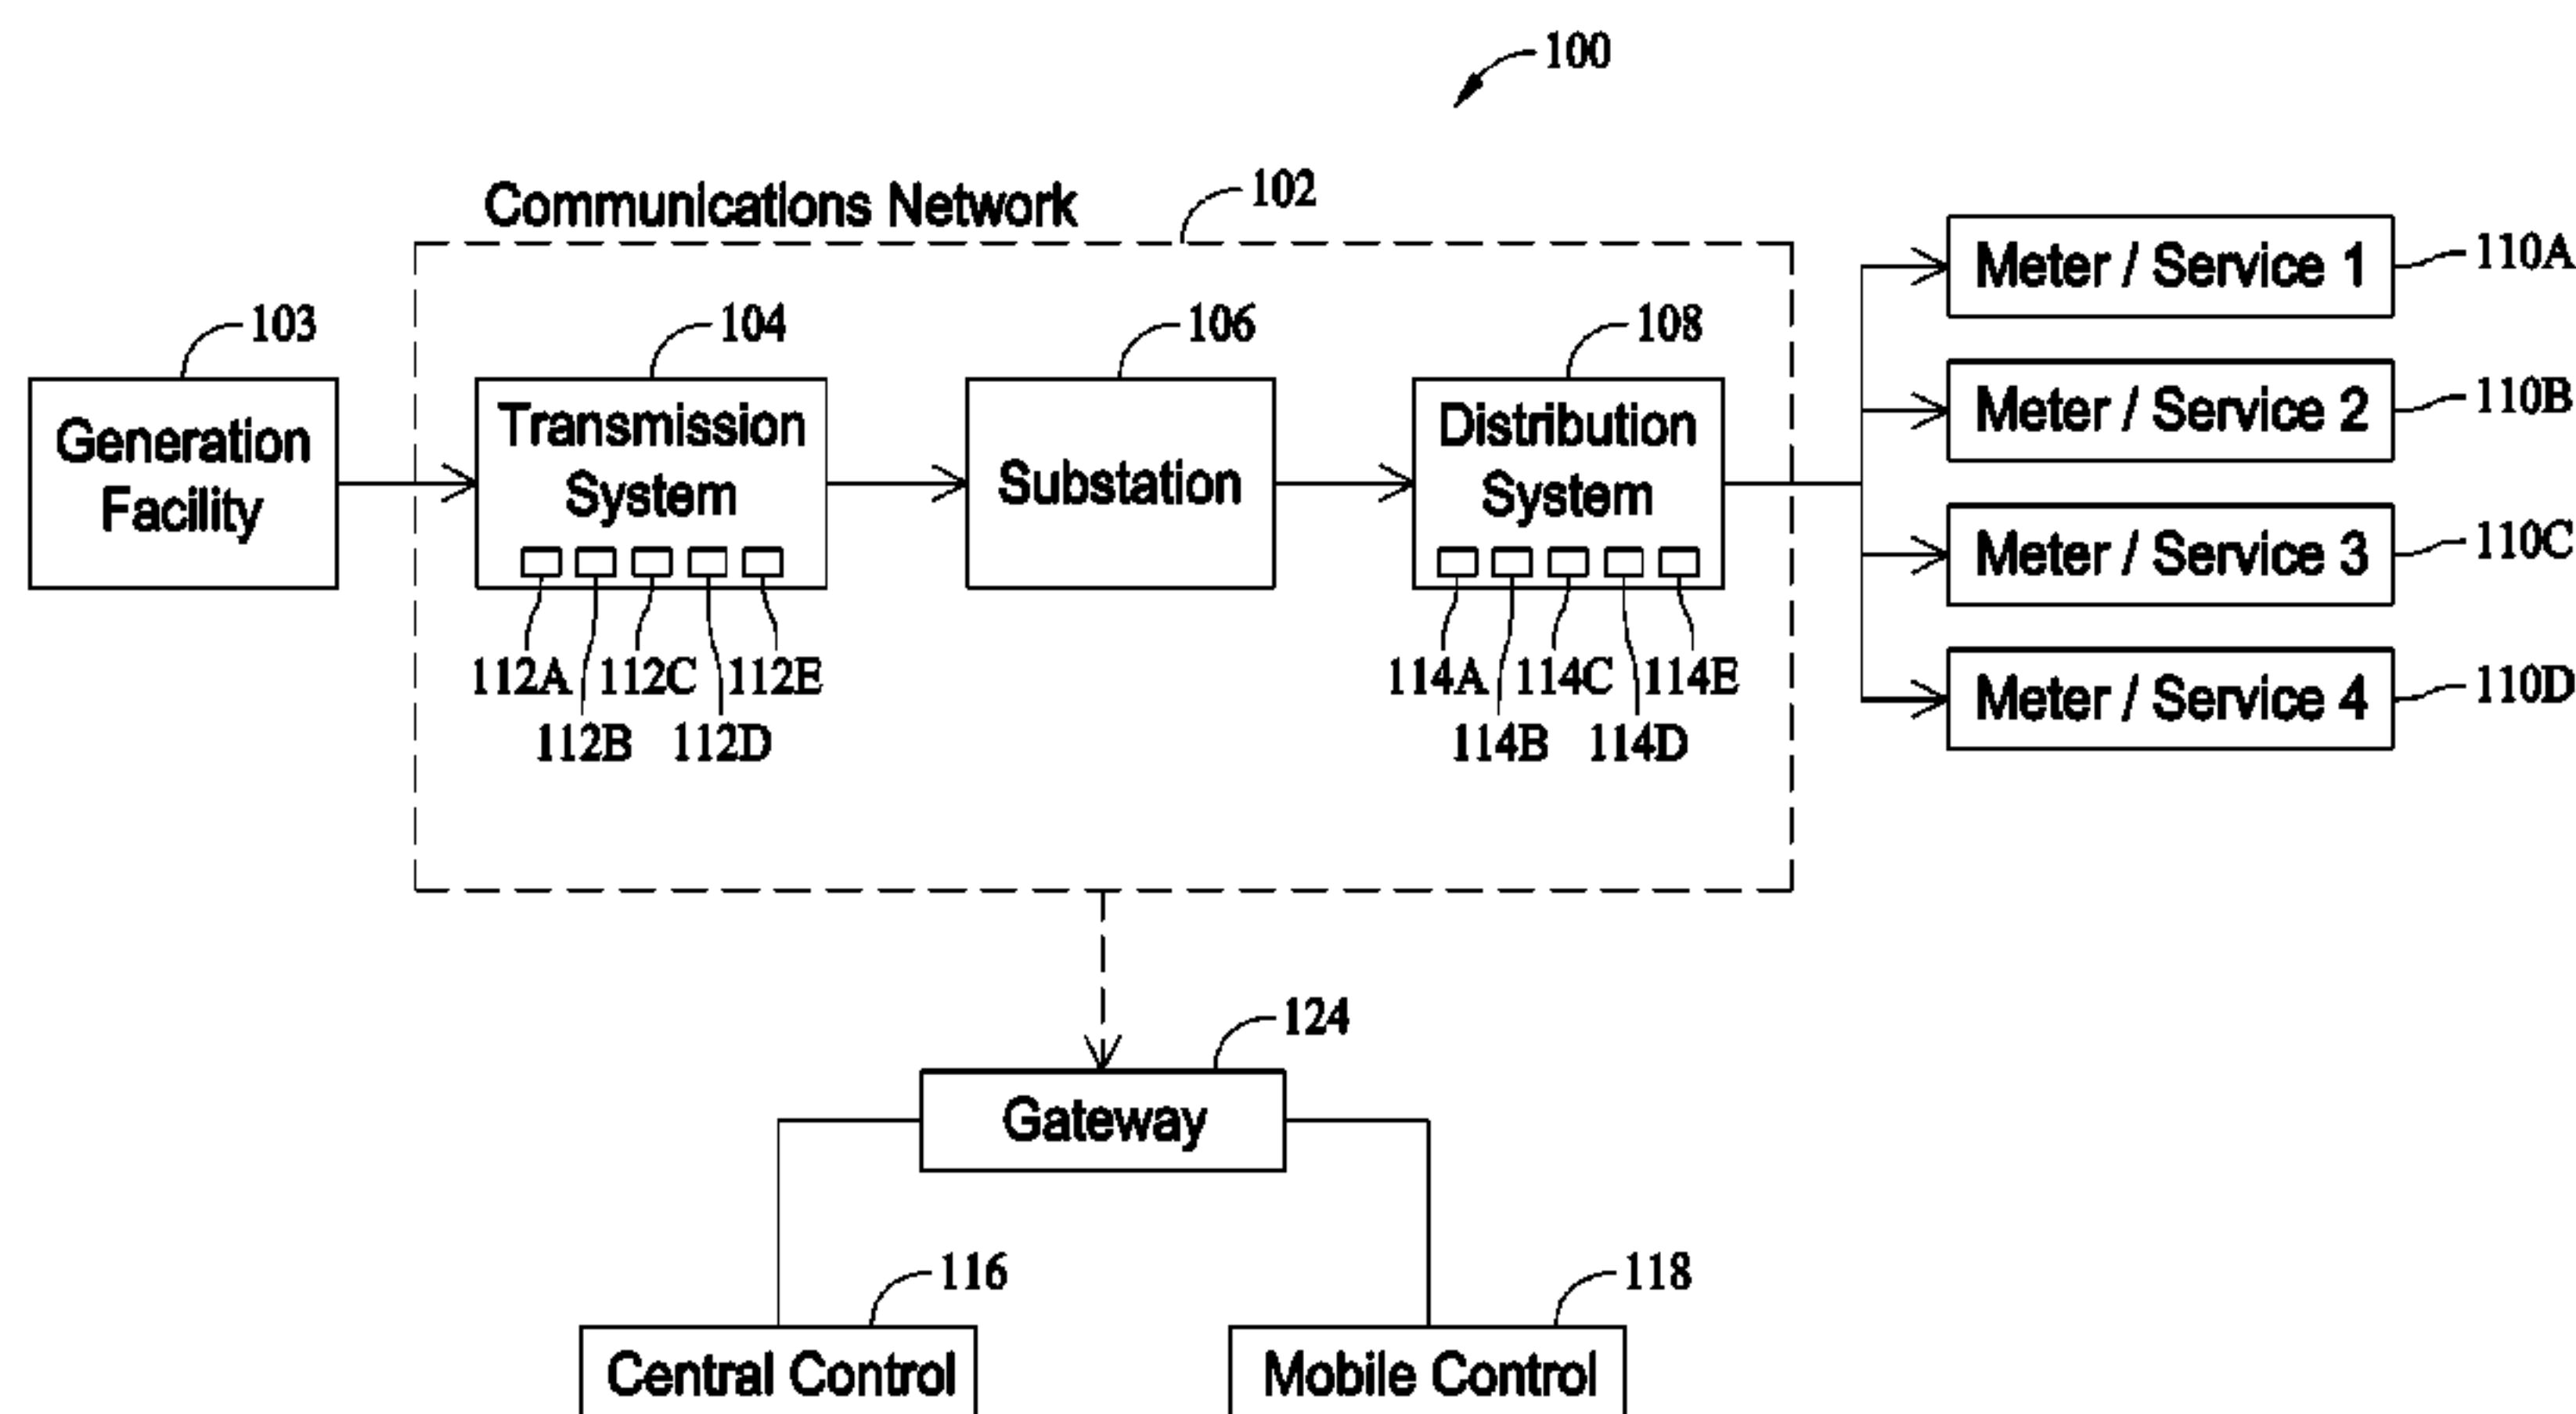 100
Communications Network
102
103
104
106
108
Generation
Facility
Transmission
System
Substation
Distribution
System
Meter / Service 1
110A
Meter / Service 2
110B
Meter / Service 3
110C
Meter / Service 4
110D
112A 112C 112E
112B 112D
114A 114C 114E
114B 114D
124
Gateway
116
118
Central Control
Mobile Control